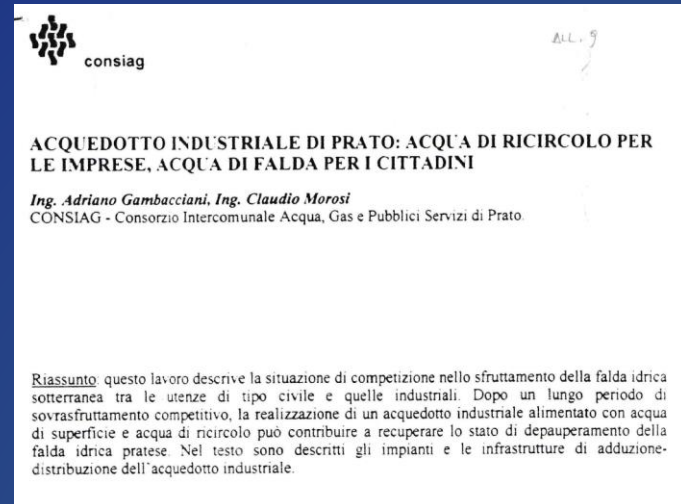 consiag
ALL. 9
ACQUEDOTTO INDUSTRIALE DI PRATO: ACQUA DI RICIRCOLO PER
LE IMPRESE, ACQUA DI FALDA PER I CITTADINI
Ing. Adriano Gambacciani, Ing. Claudio Morosi
CONSIAG - Consorzio Intercomunale Acqua, Gas e Pubblici Servizi di Prato.
Riassunto: questo lavoro descrive la situazione di competizione nello sfruttamento della falda idrica
sotterranea tra le utenze di tipo civile e quelle industriali. Dopo un lungo periodo di
sovrasfruttamento competitivo, la realizzazione di un acquedotto industriale alimentato con acqua
di superficie e acqua di ricircolo può contribuire a recuperare lo stato di depauperamento della
falda idrica pratese. Nel testo sono descritti gli impianti e le infrastrutture di adduzione-
distribuzione dell'acquedotto industriale.